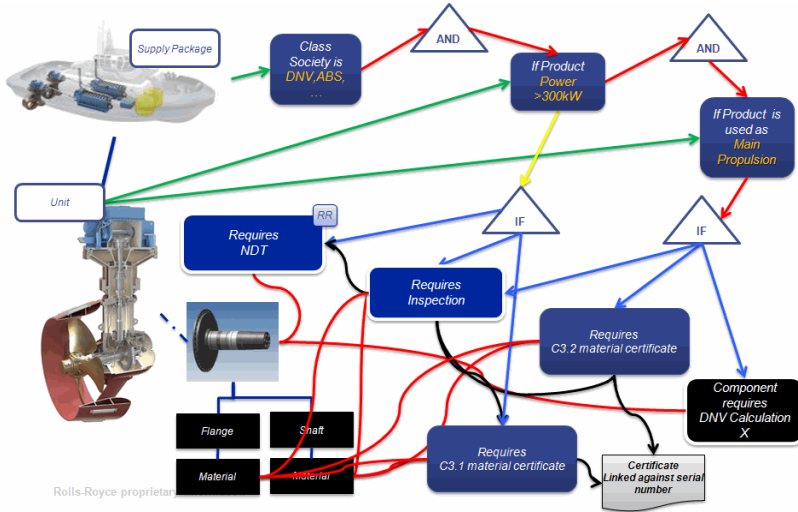 Supply Package
Class
Society is
DNV,ABS,
...
AND
If Product
Power
>300kW
AND
If Product is
used as
Main
Propulsion
Unit
RR
Requires
NDT
IF
IF
Requires
Inspection
Requires
C3.2 material certificate
Component
requires
DNV Calculation
X
Flange
Shaft
Material
Material
Requires
C3.1 material certificate
Certificate
Linked against serial
number
Rolls-Royce proprietary